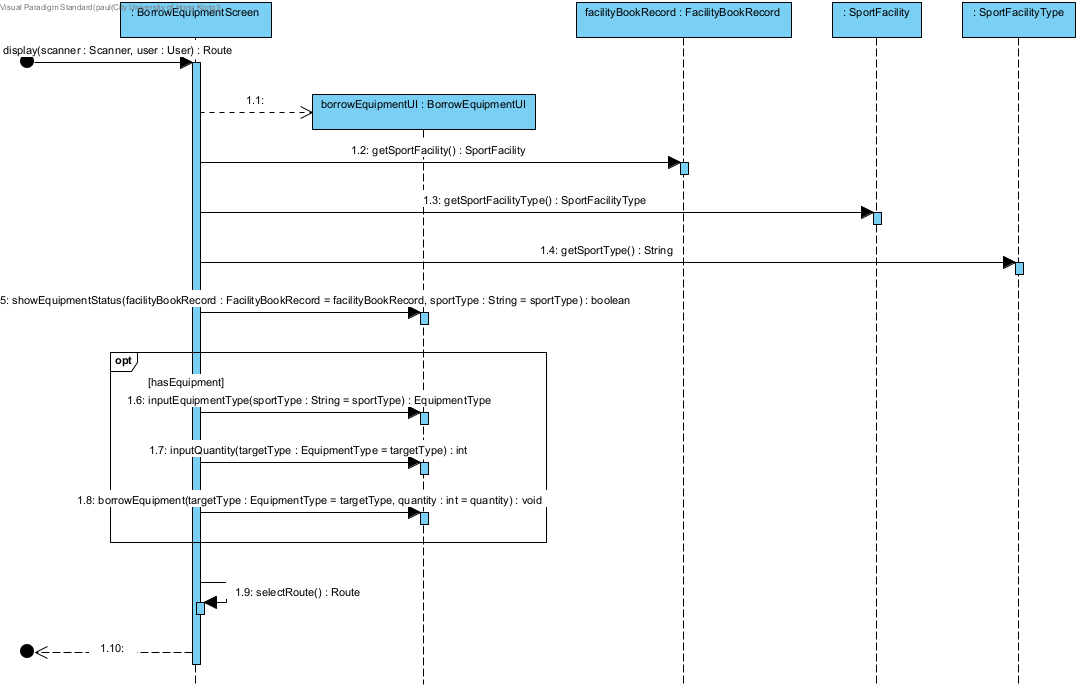 Visual Paradigm Standard(paul(City University of Hong Kong))
: BorrowEquipmentScreen
facilityBookRecord : FacilityBookRecord
: SportFacility
: SportFacilityType
display(scanner : Scanner, user : User) : Route
1.1:
borrowEquipmentUI : BorrowEquipmentUI
1.2: getSportFacility() : SportFacility
1.3: getSportFacilityType() : SportFacilityType
1.4: getSportType() : String
5: showEquipmentStatus(facilityBookRecord : FacilityBookRecord = facilityBookRecord, sportType : String = sportType) : boolean
opt
[hasEquipment]
1.6: inputEquipmentType(sportType : String = sportType) : EquipmentType
1.7: inputQuantity(targetType : EquipmentType = targetType) : int
1.8: borrowEquipment(targetType : EquipmentType = targetType, quantity : int = quantity) : void
1.9: selectRoute() : Route
1.10: